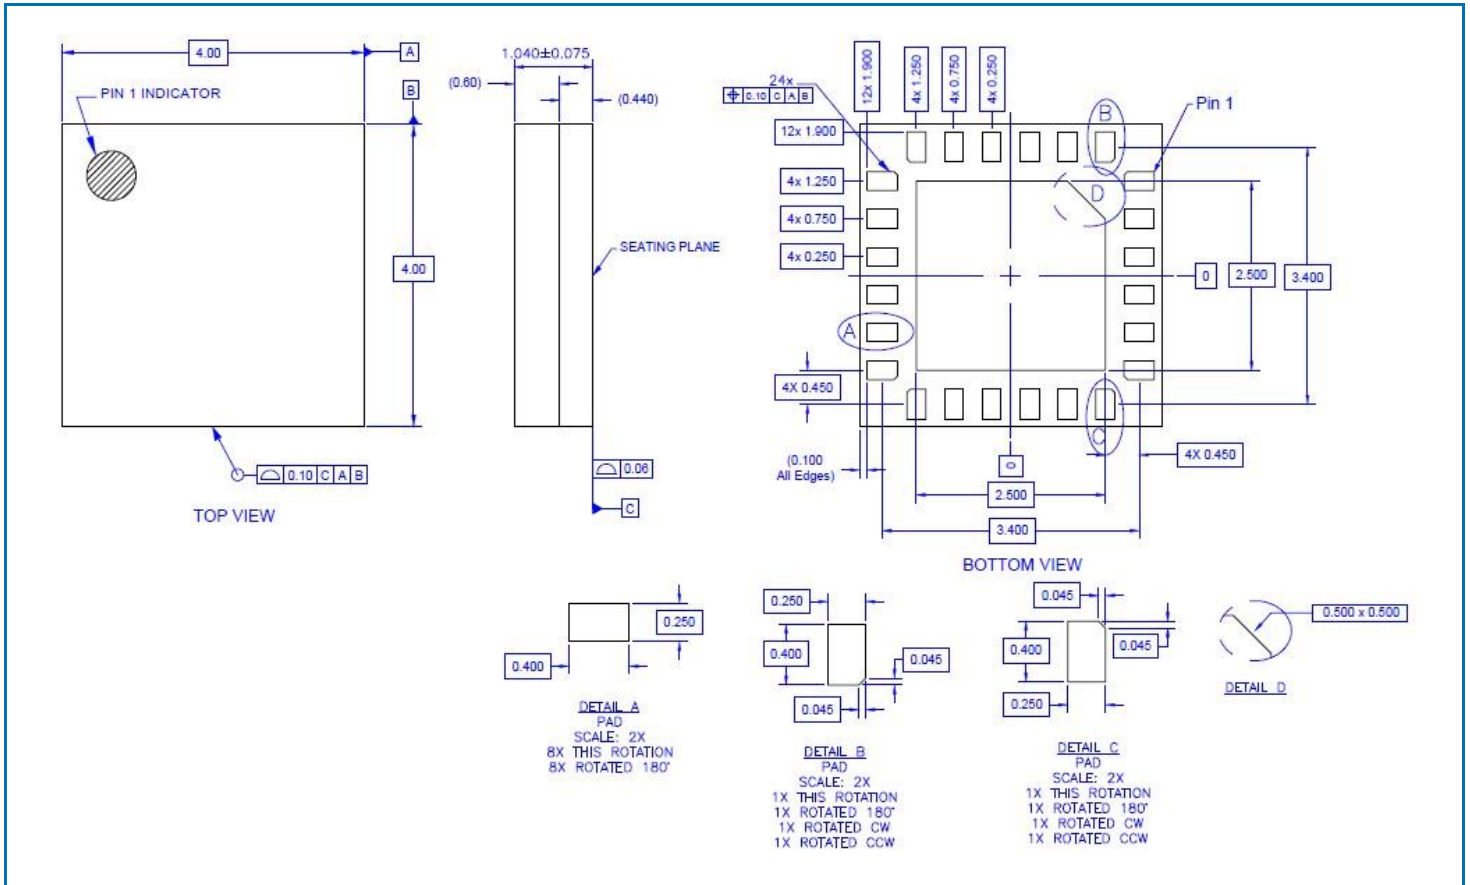 4.00
A
B
PIN 1 INDICATOR
4.00
0.10 C A B
TOP VIEW
1.040±0.075
(0.60)
(0.440)
SEATING PLANE
0.06
C
24x
0.10 C A B
12x 1.900
4x 1.250
4x 0.750
4x 0.250
12x 1.900
4x 1.250
4x 0.750
4x 0.250
B
Pin 1
D
0
2.500
3.400
A
4X 0.450
C
(0.100
All Edges)
0
4X 0.450
2.500
3.400
BOTTOM VIEW
0.250
0.400
DETAIL A
PAD
SCALE: 2X
8X THIS ROTATION
8X ROTATED 180°
0.250
0.400
0.045
0.045
DETAIL B
PAD
SCALE: 2X
1X THIS ROTATION
1X ROTATED 180°
1X ROTATED CW
1X ROTATED CCW
0.045
0.400
0.045
0.250
DETAIL C
PAD
SCALE: 2X
1X THIS ROTATION
1X ROTATED 180°
1X ROTATED CW
1X ROTATED CCW
0.500 x 0.500
DETAIL D